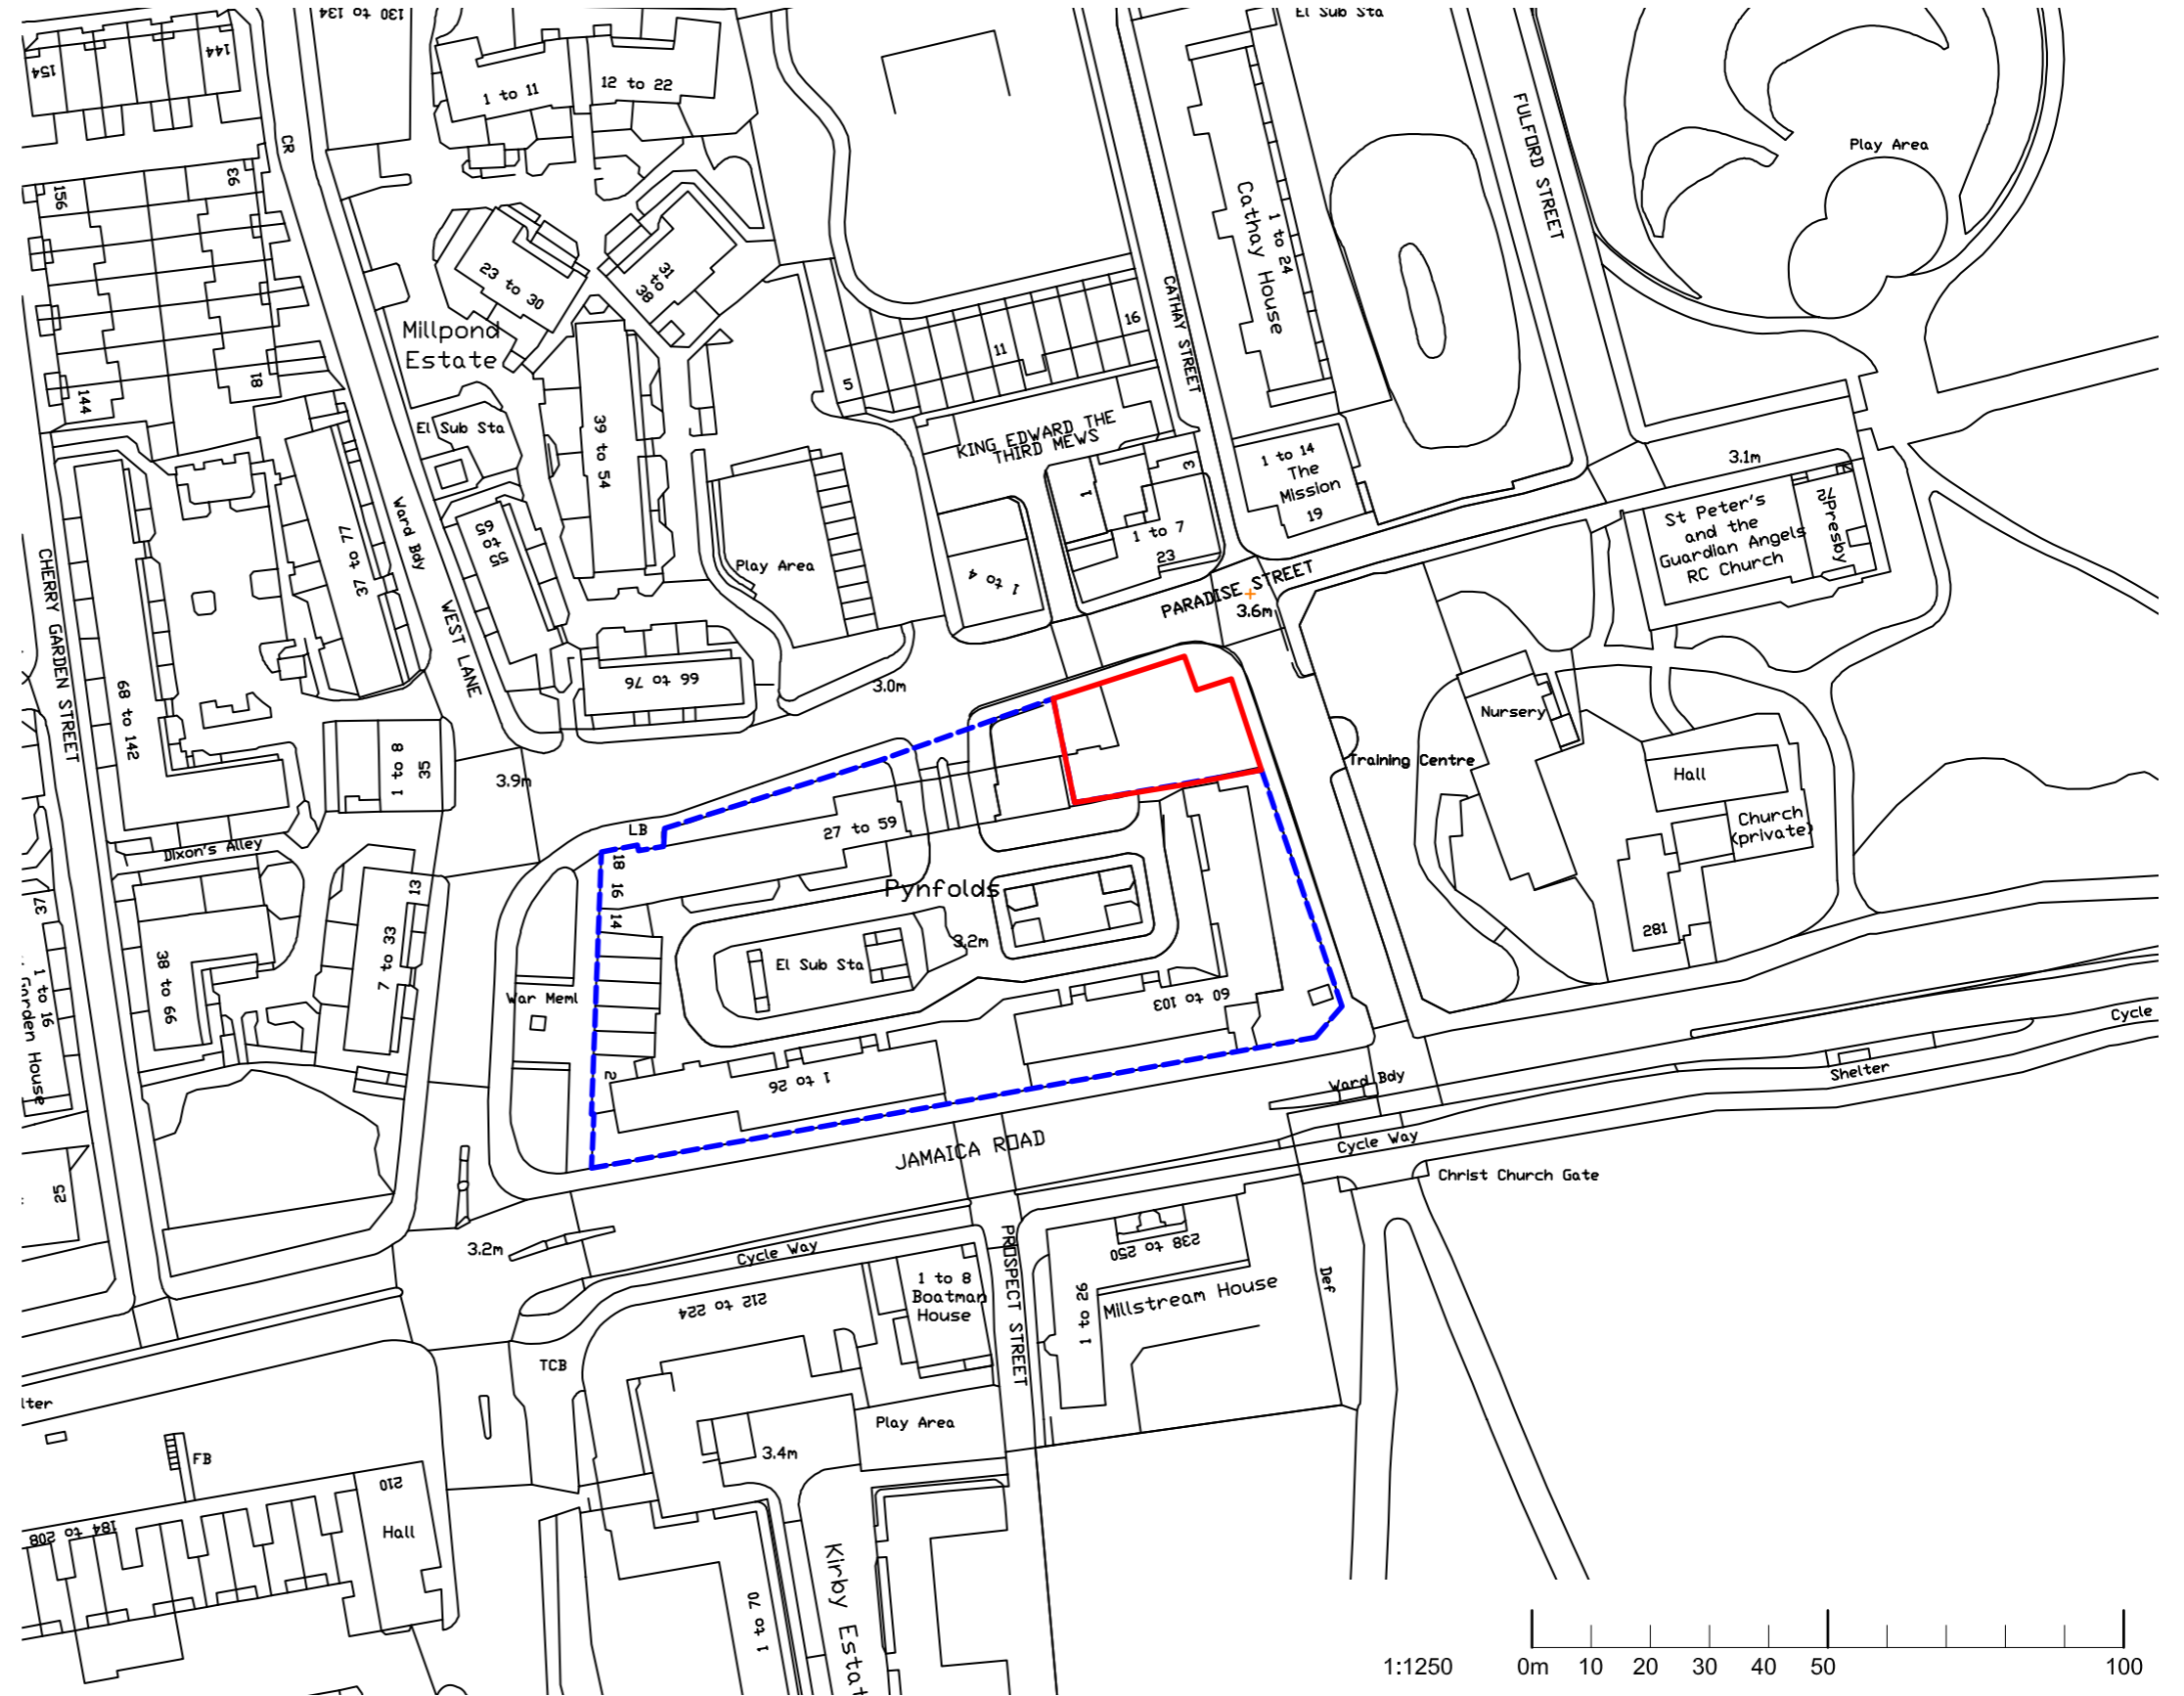 130 to 134
El Sub Sta
144
154
1 to 11
12 to 22
CR
FULFORD STREET
Play Area
93
156
Cathay House
1 to 24
23 to 30
31
to
38
CATHAY STREET
Millpond
Estate
16
11
5
81
144
El Sub Sta
39 to 54
KING EDWARD THE
THIRD MEWS
1 to 14
The
Mission
19
3
1
3.1m
St Peter's
and the
Guardian Angels
RC Church
72
Presby
Ward Bdy
37 to 77
55
to
65
1 to 7
23
Play Area
1 to 4
PARADISE STREET
3.6m
CHERRY GARDEN STREET
WEST LANE
66 to 76
3.0m
68 to 142
Nursery
Training Centre
Hall
1 to 8
35
3.9m
Church
(private)
LB
27 to 59
Dixon's Alley
18
16
14
Pynfolds
13
37
281
3.2m
7 to 33
38 to 66
El Sub Sta
War Meml
60 to 103
1 to 16
Garden House
Cycle
Shelter
2
1 to 26
Ward Bdy
JAMAICA ROAD
Cycle Way
Christ Church Gate
25
3.2m
Cycle Way
PROSPECT STREET
238 to 250
Def
212 to 224
1 to 8
Boatman
House
1 to 26
Millstream House
TCB
lter
Play Area
3.4m
FB
210
Hall
184 to 208
Kirby Estat
1 to 70
1:1250
0m 10 20 30 40 50 100